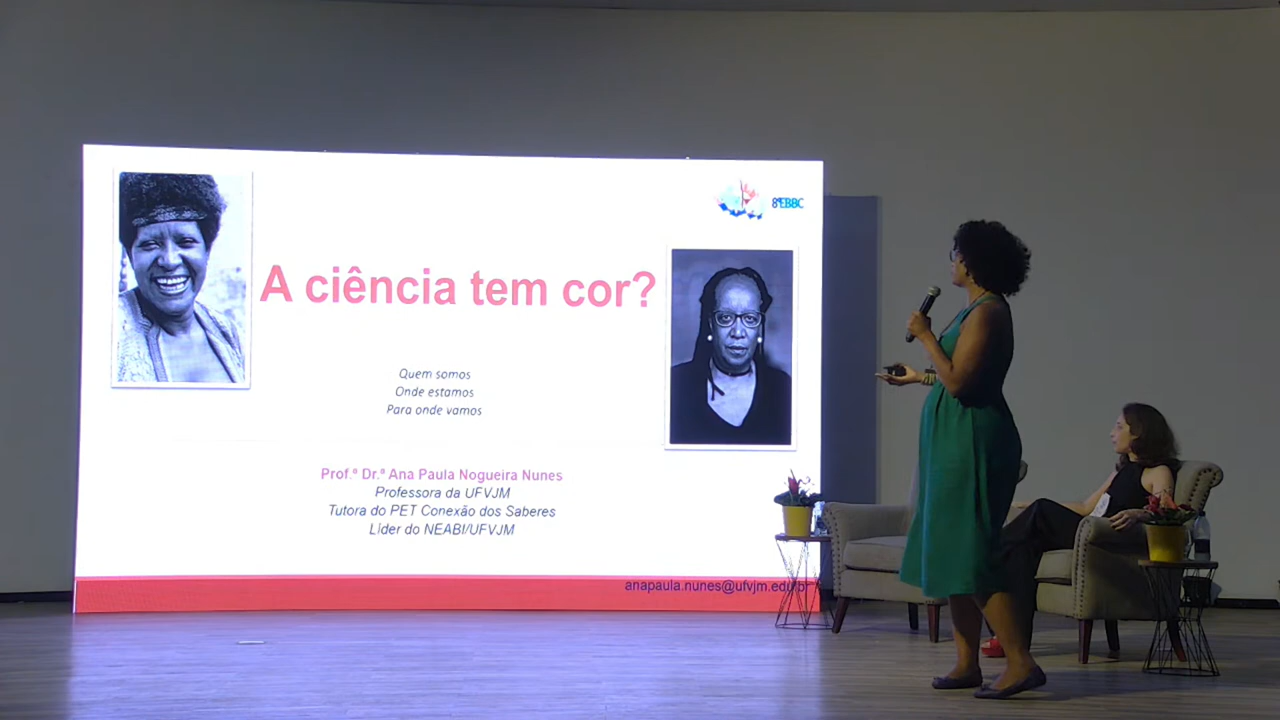 8ºEBBC
A ciência tem cor?
Quem somos
Onde estamos
Para onde vamos
Prof.ª Dr.ª Ana Paula Nogueira Nunes
Professora da UFVJM
Tutora do PET Conexão dos Saberes
Líder do NEABI/UFVJM
anapaula.nunes@ufvjm.edu.br